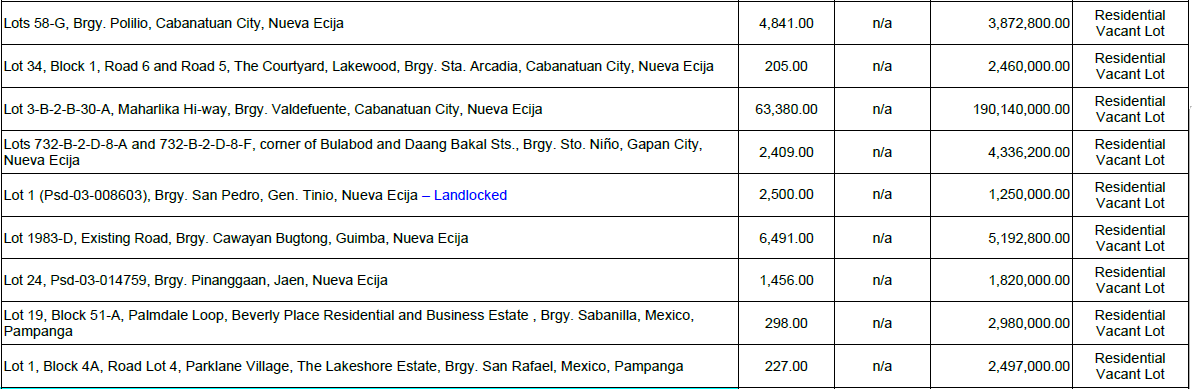 Lots 58-G, Brgy. Polilio, Cabanatuan City, Nueva Ecija 4,841.00 n/a 3,872,800.00 Residential Vacant Lot
Lot 34, Block 1, Road 6 and Road 5, The Courtyard, Lakewood, Brgy. Sta. Arcadia, Cabanatuan City, Nueva Ecija 205.00 n/a 2,460,000.00 Residential Vacant Lot
Lot 3-B-2-B-30-A, Maharlika Hi-way, Brgy. Valdefuente, Cabanatuan City, Nueva Ecija 63,380.00 n/a 190,140,000.00 Residential Vacant Lot
Lots 732-B-2-D-8-A and 732-B-2-D-8-F, corner of Bulabod and Daang Bakal Sts., Brgy. Sto. Niño, Gapan City,
Nueva Ecija 2,409.00 n/a 4,336,200.00 Residential Vacant Lot
Lot 1 (Psd-03-008603), Brgy. San Pedro, Gen. Tinio, Nueva Ecija – Landlocked 2,500.00 n/a 1,250,000.00 Residential Vacant Lot
Lot 1983-D, Existing Road, Brgy. Cawayan Bugtong, Guimba, Nueva Ecija 6,491.00 n/a 5,192,800.00 Residential Vacant Lot
Lot 24, Psd-03-014759, Brgy. Pinanggaan, Jaen, Nueva Ecija 1,456.00 n/a 1,820,000.00 Residential Vacant Lot
Lot 19, Block 51-A, Palmdale Loop, Beverly Place Residential and Business Estate , Brgy. Sabanilla, Mexico,
Pampanga 298.00 n/a 2,980,000.00 Residential Vacant Lot
Lot 1, Block 4A, Road Lot 4, Parklane Village, The Lakeshore Estate, Brgy. San Rafael, Mexico, Pampanga 227.00 n/a 2,497,000.00 Residential Vacant Lot